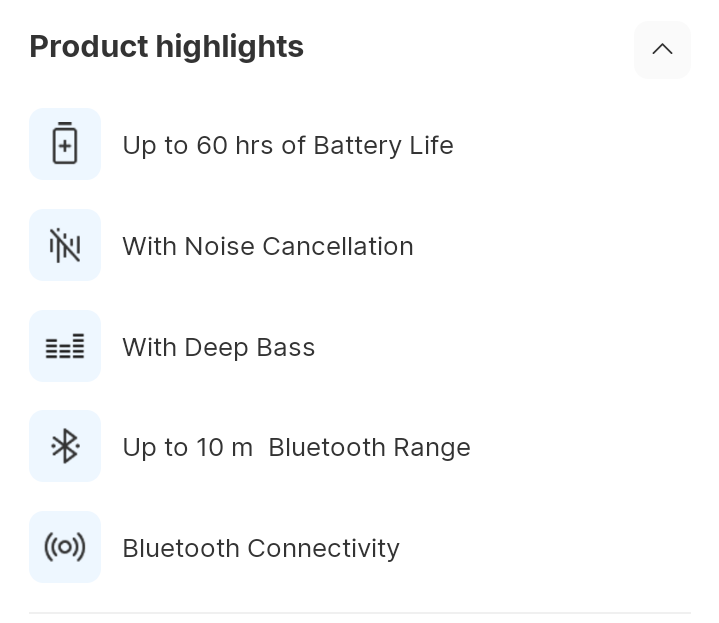 Product highlights
Up to 60 hrs of Battery Life
With Noise Cancellation
With Deep Bass
Up to 10 m  Bluetooth Range
Bluetooth Connectivity